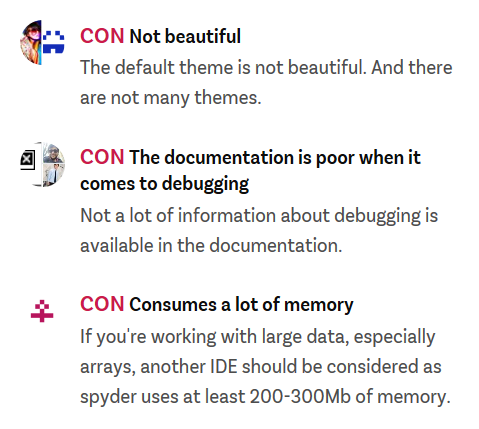 CON Not beautiful
The default theme is not beautiful. And there
are not many themes.
CON The documentation is poor when it
comes to debugging
Not a lot of information about debugging is
available in the documentation.
CON Consumes a lot of memory
If you're working with large data, especially
arrays, another IDE should be considered as
spyder uses at least 200-300Mb of memory.